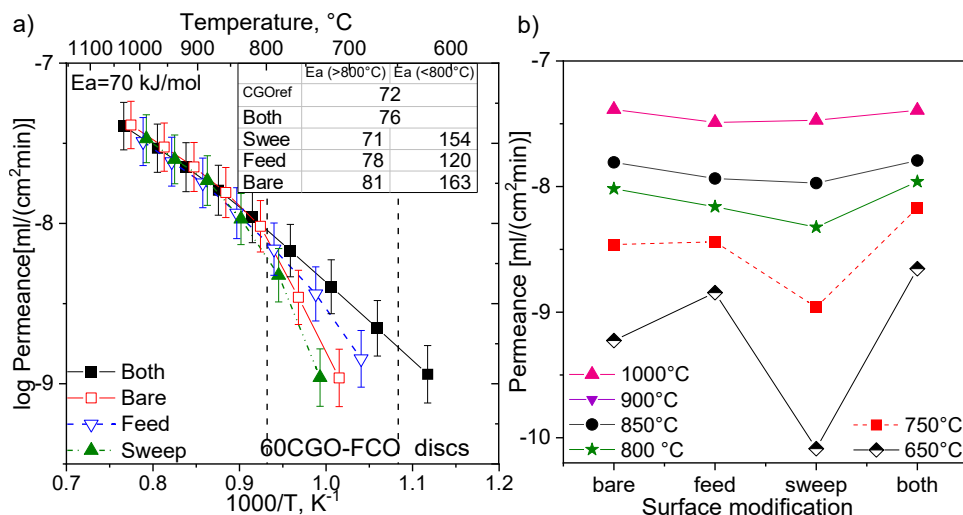 a)
Temperature, °C
1100 1000 900 800 700 600
-7
-8
-9
log Permeance[ml/(cm²min)]
Ea=70 kJ/mol
Ea (>800°C) Ea (<800°C)
CGOref 72
Both 76
Swee 71 154
Feed 78 120
Bare 81 163
Both
Bare
Feed
Sweep
60CGO-FCO discs
0.7 0.8 0.9 1.0 1.1 1.2
1000/T, K⁻¹
b)
-7
-8
-9
-10
Permeance [ml/(cm²min)]
1000°C
900°C
850°C
800 °C
750°C
650°C
bare feed sweep both
Surface modification